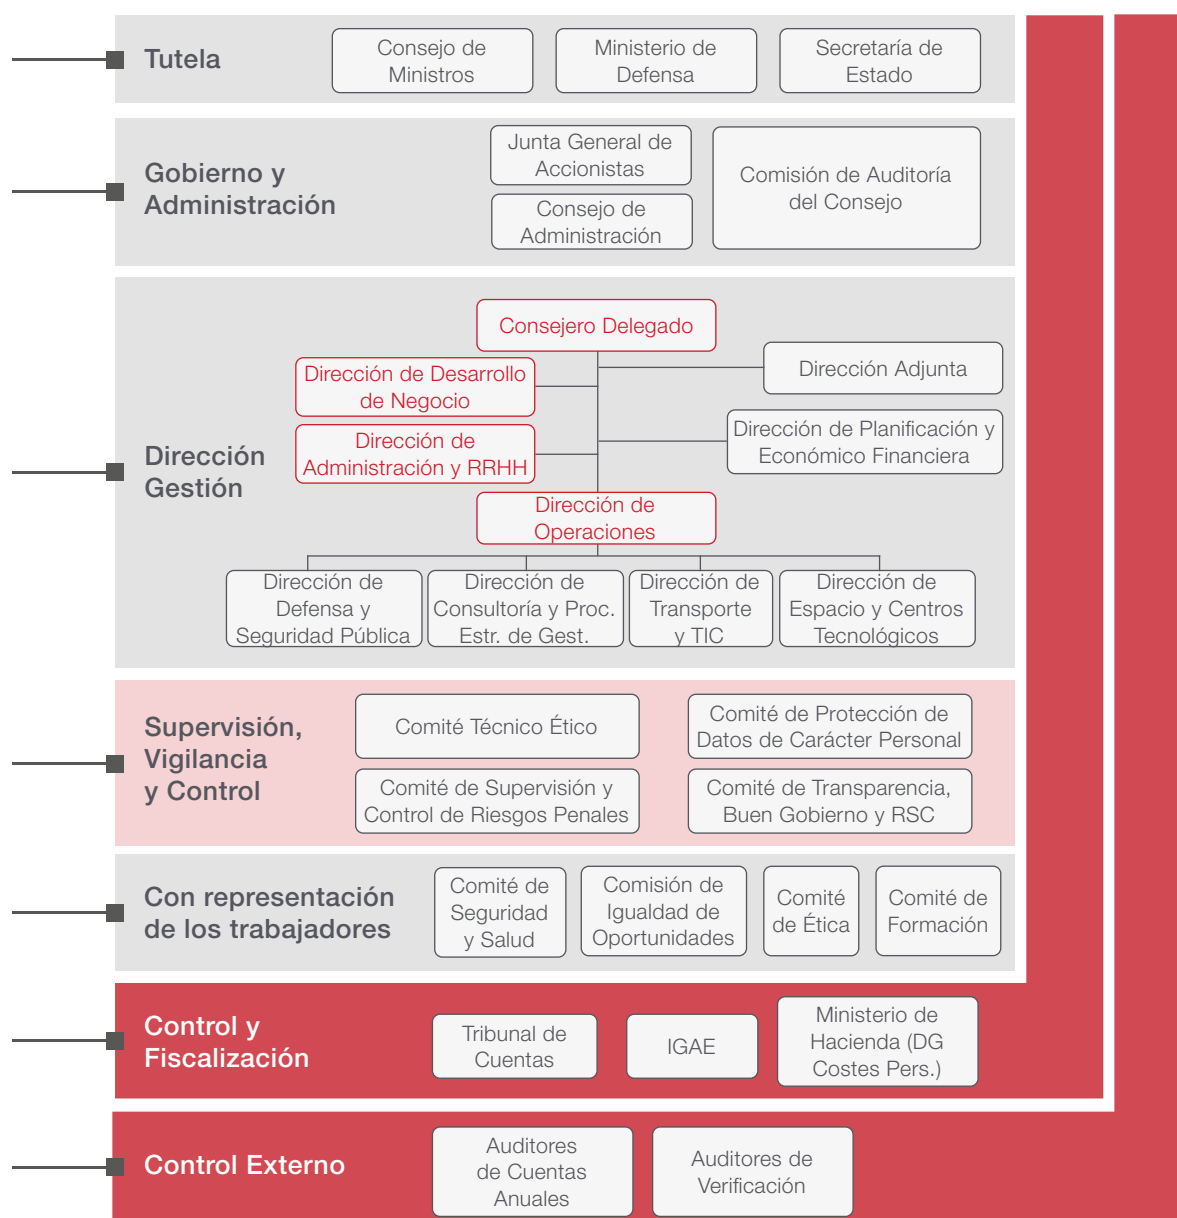 Tutela
Consejo de
Ministros
Ministerio de
Defensa
Secretaría de
Estado
Gobierno y
Administración
Junta General de
Accionistas
Consejo de
Administración
Comisión de Auditoría
del Consejo
Dirección
Gestión
Consejero Delegado
Dirección de Desarrollo
de Negocio
Dirección Adjunta
Dirección de
Administración y RRHH
Dirección de Planificación y
Económico Financiera
Dirección de
Operaciones
Dirección de
Defensa y
Seguridad Pública
Dirección de
Consultoría y Proc.
Estr. de Gest.
Dirección de
Transporte
y TIC
Dirección de
Espacio y Centros
Tecnológicos
Supervisión,
Vigilancia
y Control
Comité Técnico Ético
Comité de Protección de
Datos de Carácter Personal
Comité de Supervisión y
Control de Riesgos Penales
Comité de Transparencia,
Buen Gobierno y RSC
Con representación
de los trabajadores
Comité de
Seguridad
y Salud
Comisión de
Igualdad de
Oportunidades
Comité
de Ética
Comité de
Formación
Control y
Fiscalización
Tribunal de
Cuentas
IGAE
Ministerio de
Hacienda (DG
Costes Pers.)
Control Externo
Auditores
de Cuentas
Anuales
Auditores de
Verificación